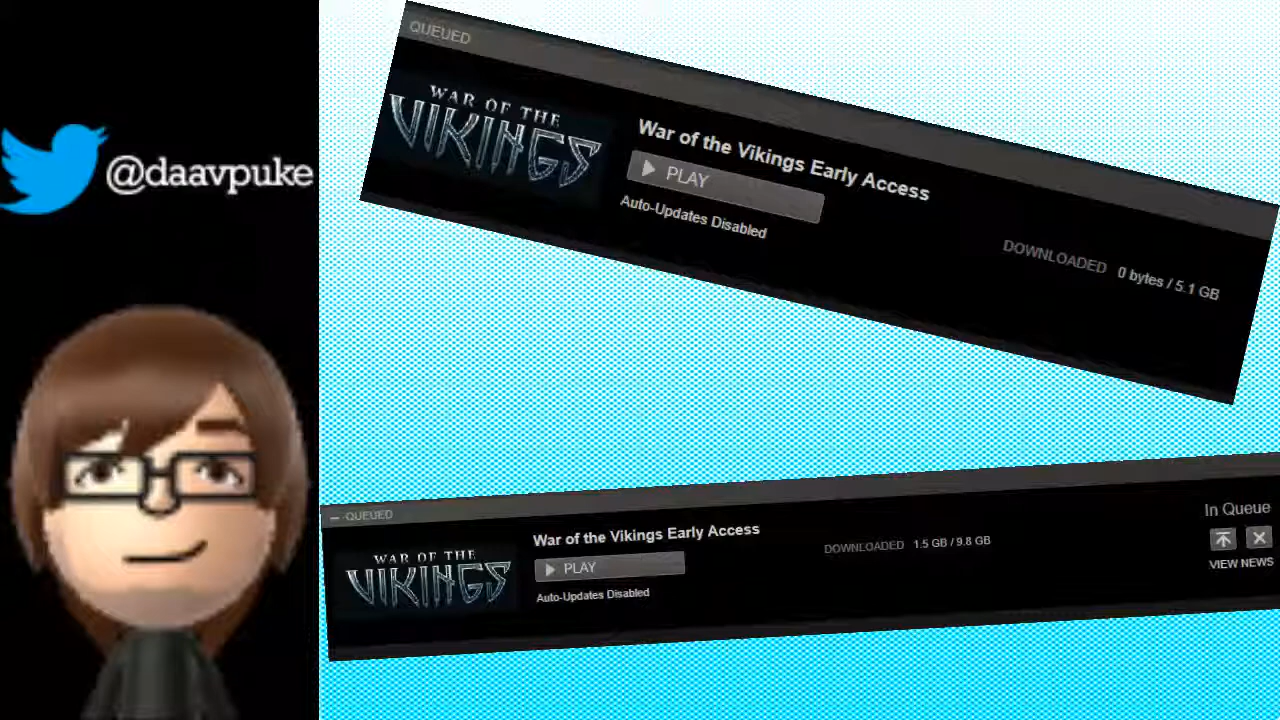 @daavpuke
QUEUED
WAR OF THE
VIKINGS
War of the Vikings Early Access
PLAY
Auto-Updates Disabled
DOWNLOADED 0 bytes / 5.1 GB
QUEUED
WAR OF THE
VIKINGS
War of the Vikings Early Access
PLAY
Auto-Updates Disabled
DOWNLOADED 1.5 GB / 9.8 GB
In Queue
VIEW NEWS